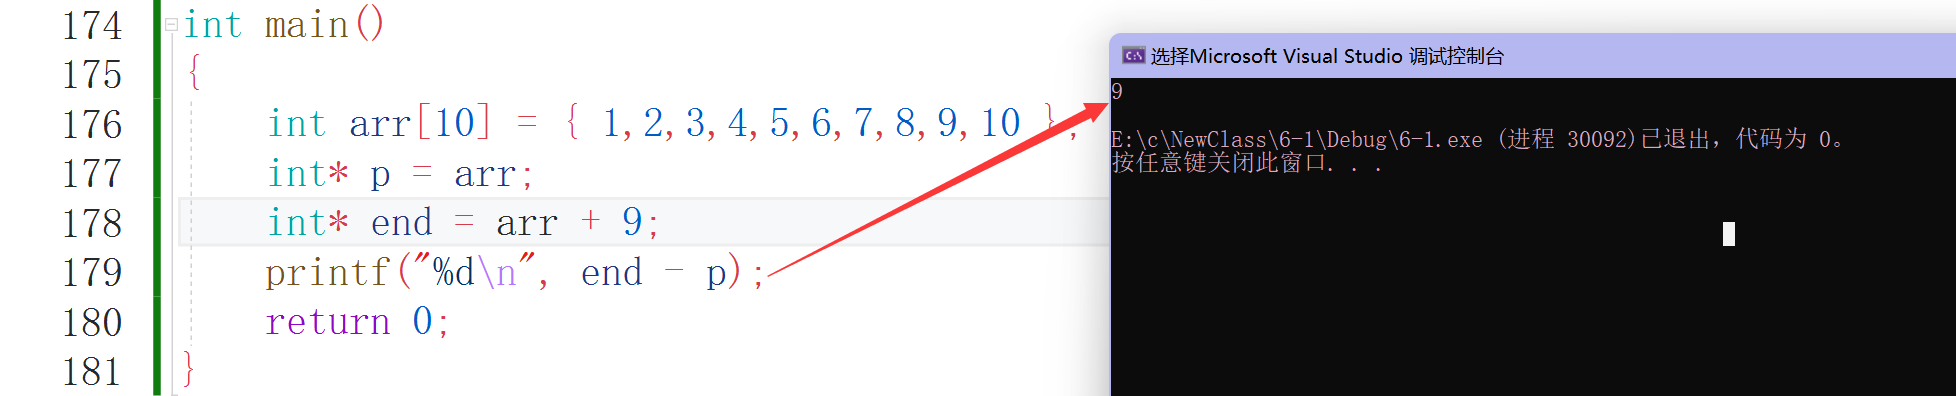 174 int main()
175 {
176 int arr[10] = { 1,2,3,4,5,6,7,8,9,10 };
177 int* p = arr;
178 int* end = arr + 9;
179 printf("%d\n", end - p);
180 return 0;
181 }
选择Microsoft Visual Studio 调试控制台
9
E:\c\NewClass\6-1\Debug\6-1.exe (进程 30092)已退出，代码为 0。
按任意键关闭此窗口. . .